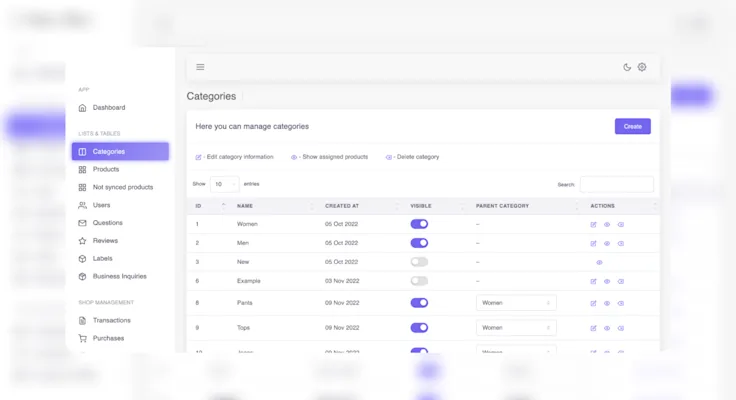 APP
Dashboard
LISTS & TABLES
Categories
Products
Not synced products
Users
Questions
Reviews
Labels
Business Inquiries
SHOP MANAGEMENT
Transactions
Purchases
Categories
Here you can manage categories
Create
- Edit category information - Show assigned products - Delete category
Show 10 entries Search:
ID NAME CREATED AT VISIBLE PARENT CATEGORY ACTIONS
1 Women 05 Oct 2022 –
2 Men 05 Oct 2022 –
3 New 05 Oct 2022 –
6 Example 03 Nov 2022 –
8 Pants 09 Nov 2022 Women
9 Tops 09 Nov 2022 Women
10 Jeans 09 Nov 2022 Women